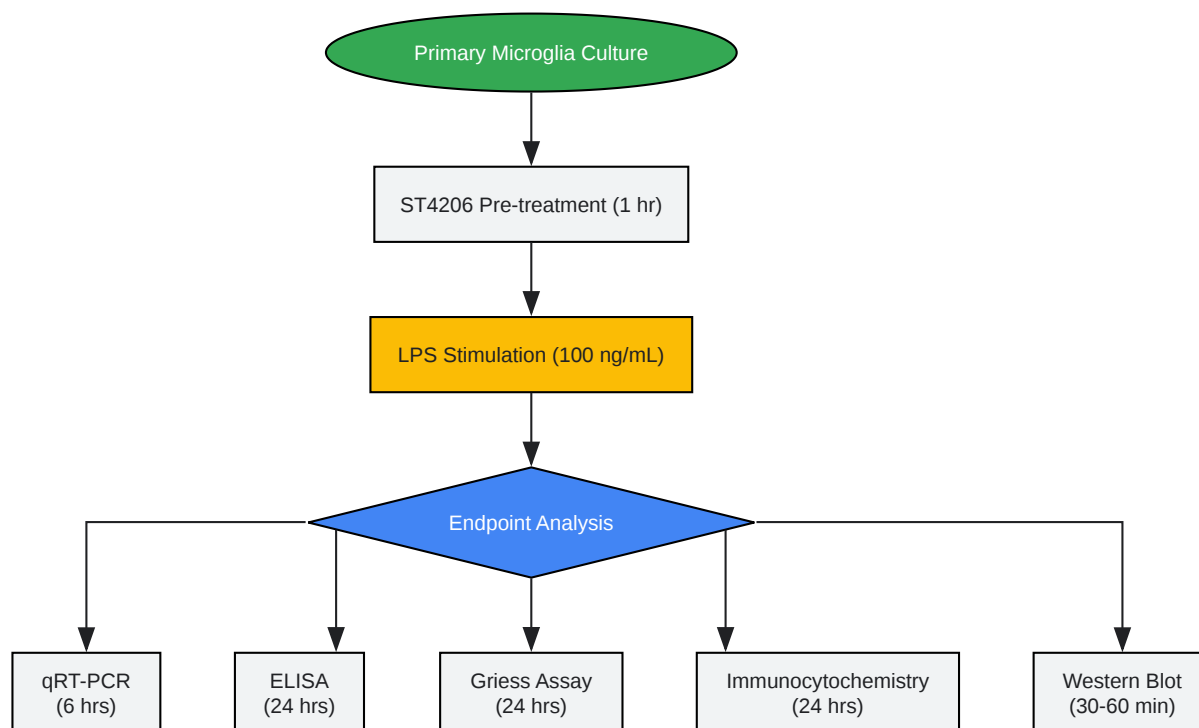 Primary Microglia Culture
ST4206 Pre-treatment (1 hr)
LPS Stimulation (100 ng/mL)
Endpoint Analysis
qRT-PCR
(6 hrs)
ELISA
(24 hrs)
Griess Assay
(24 hrs)
Immunocytochemistry
(24 hrs)
Western Blot
(30-60 min)